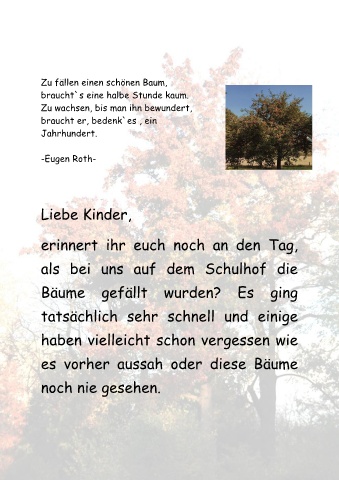 Zu fällen einen schönen Baum,
braucht`s eine halbe Stunde kaum.
Zu wachsen, bis man ihn bewundert,
braucht er, bedenk`es , ein
Jahrhundert.
-Eugen Roth-
Liebe Kinder,
erinnert ihr euch noch an den Tag,
als bei uns auf dem Schulhof die
Bäume gefällt wurden? Es ging
tatsächlich sehr schnell und einige
haben vielleicht schon vergessen wie
es vorher aussah oder diese Bäume
noch nie gesehen.